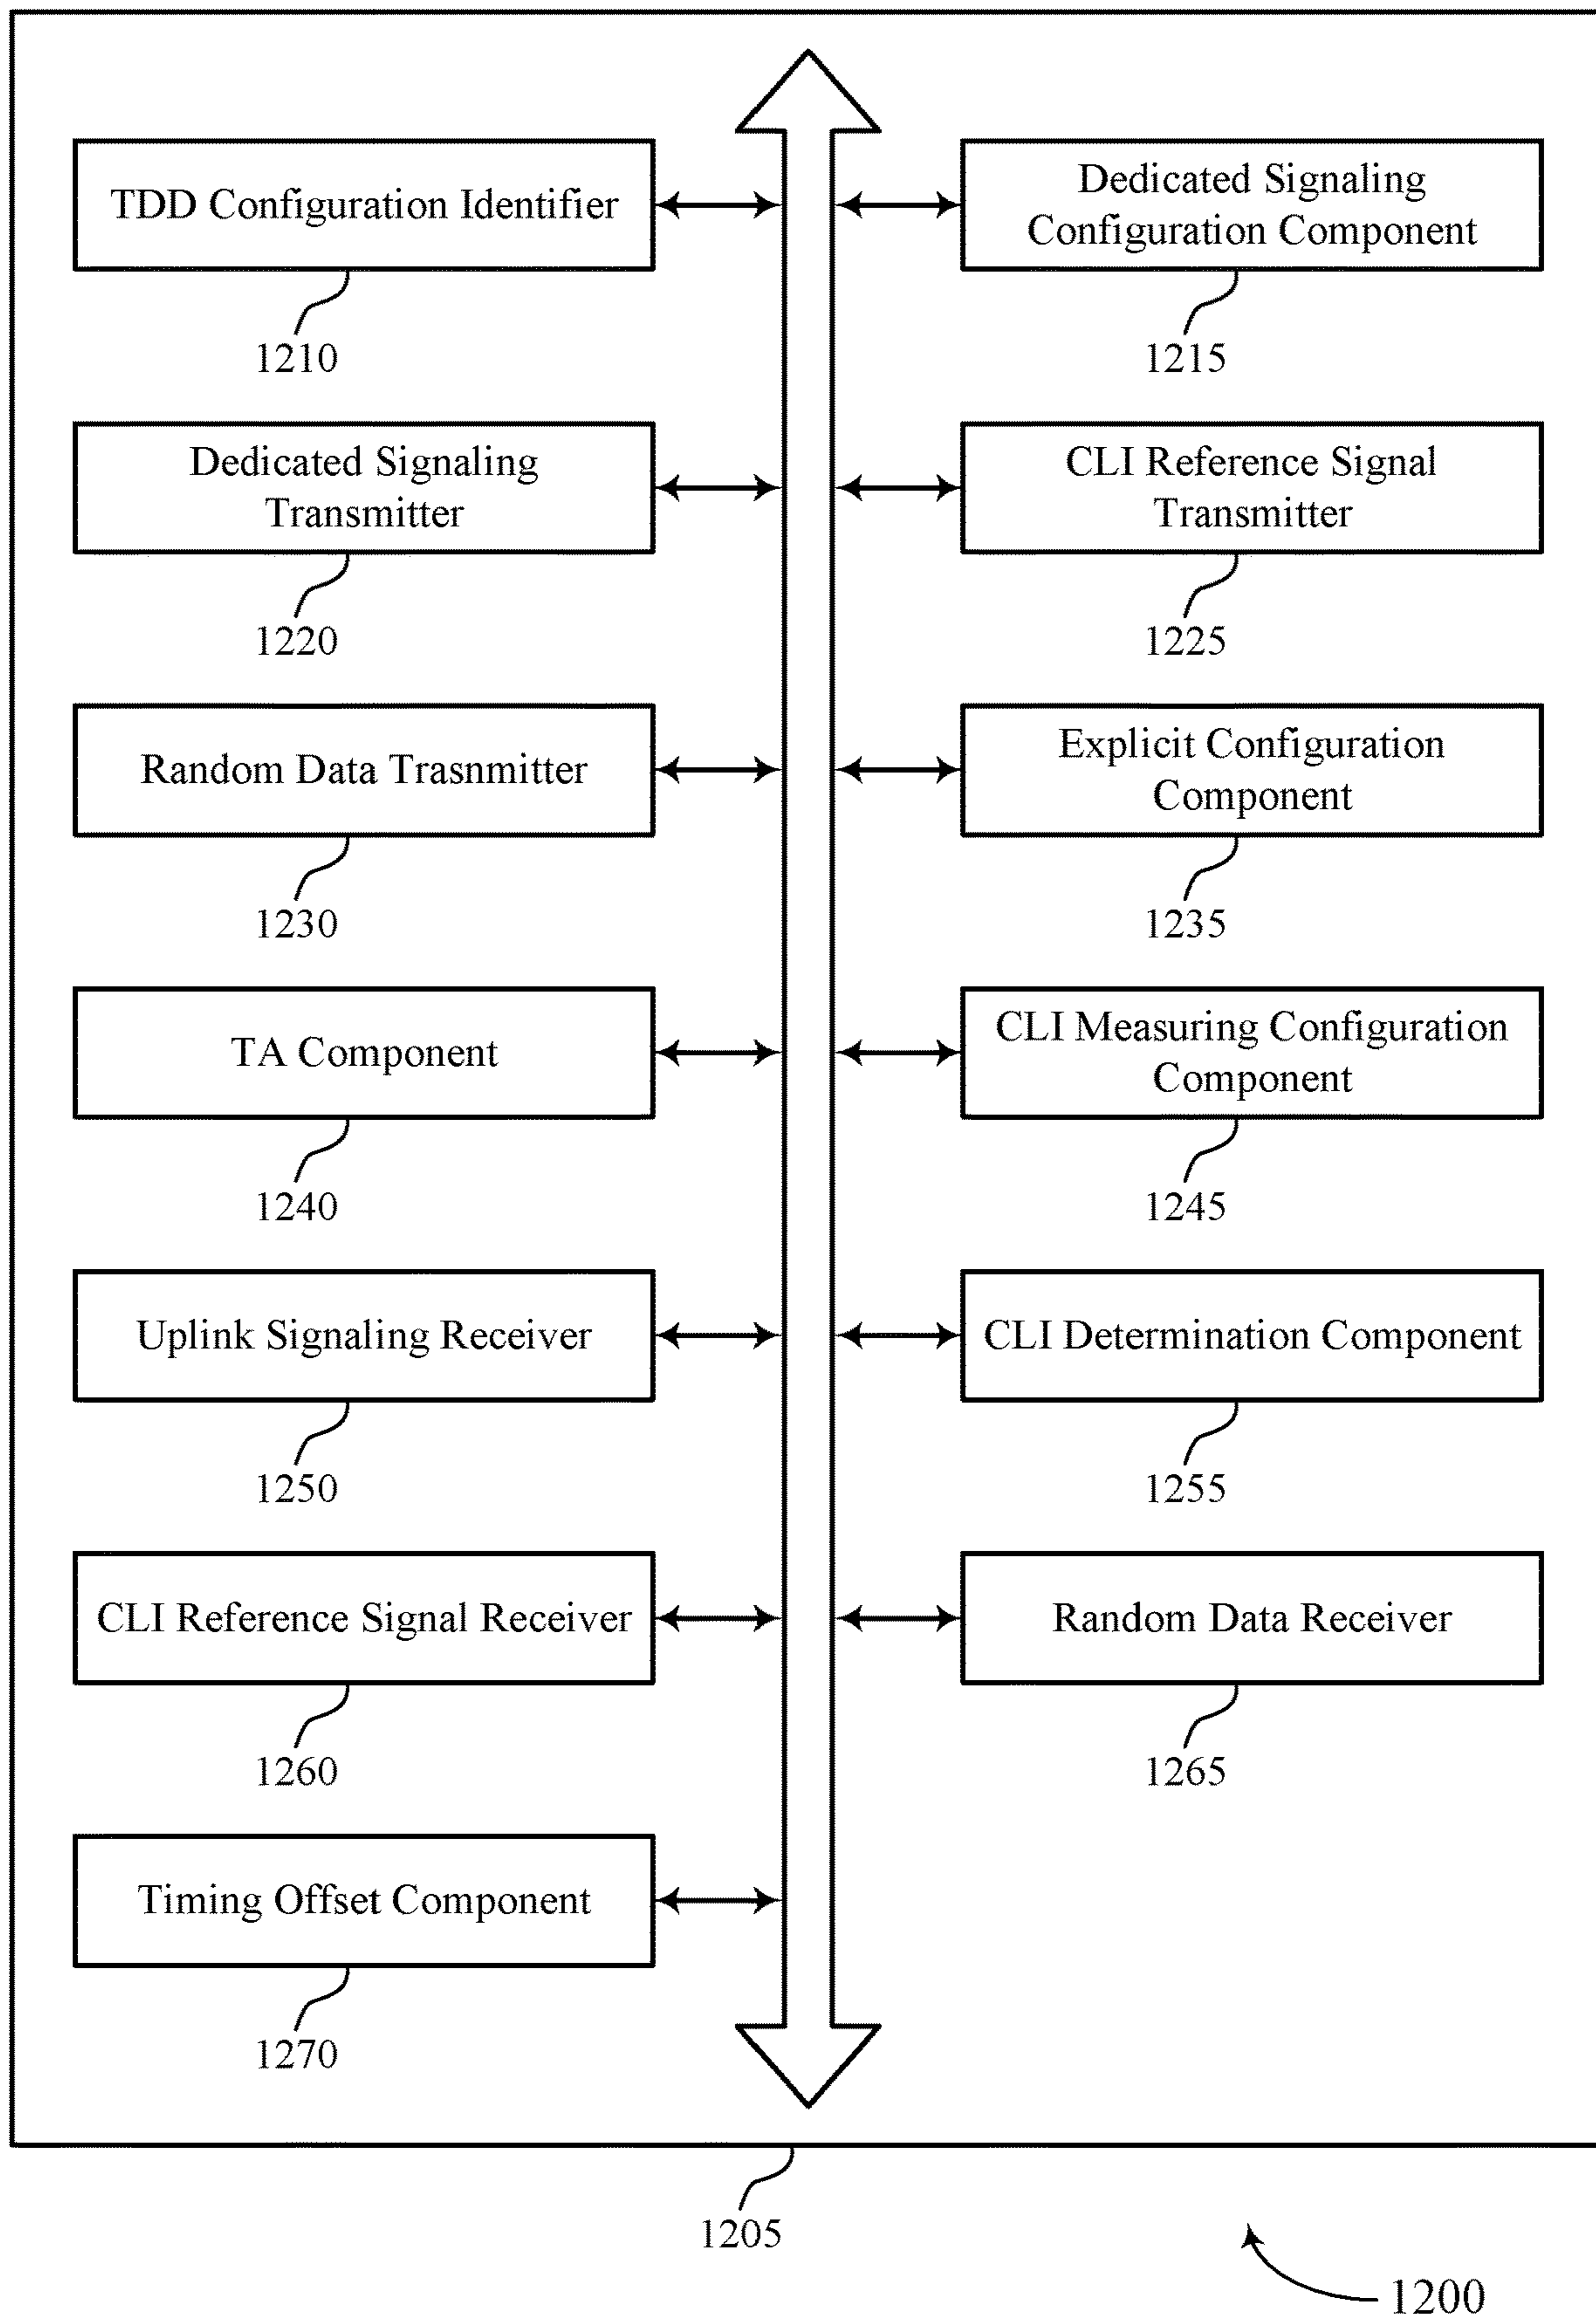 TDD Configuration Identifier
1210
Dedicated Signaling
Configuration Component
1215
Dedicated Signaling
Transmitter
1220
CLI Reference Signal
Transmitter
1225
Random Data Trasnmitter
1230
Explicit Configuration
Component
1235
TA Component
1240
CLI Measuring Configuration
Component
1245
Uplink Signaling Receiver
1250
CLI Determination Component
1255
CLI Reference Signal Receiver
1260
Random Data Receiver
1265
Timing Offset Component
1270
1205
1200